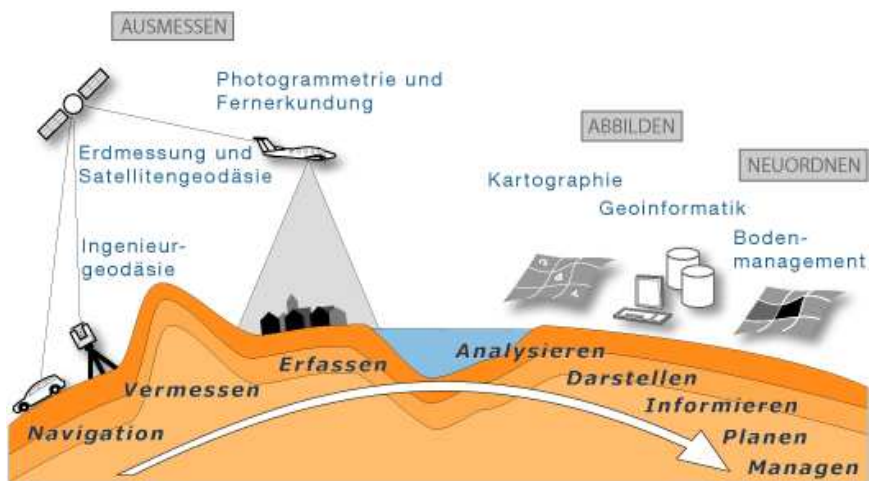 AUSMESSEN
Photogrammetrie und
Fernerkundung
Erdmessung und
Satellitengeodäsie
Ingenieur-
geodäsie
ABBILDEN
NEUORDNEN
Kartographie
Geoinformatik
Boden-
management
Navigation
Vermessen
Erfassen
Analysieren
Darstellen
Informieren
Planen
Managen